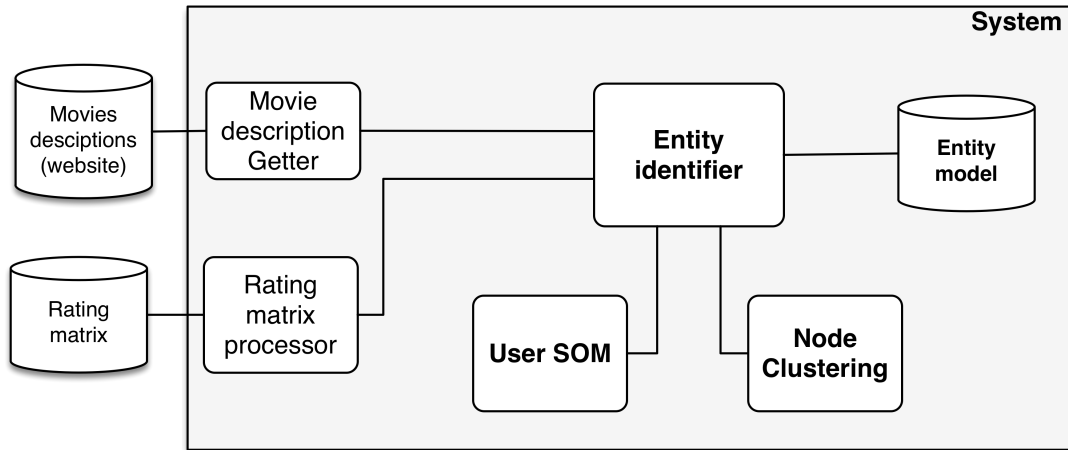 System
Movies
desciptions
(website)
Movie
description
Getter
Entity
identifier
Entity
model
Rating
matrix
Rating
matrix
processor
User SOM
Node
Clustering